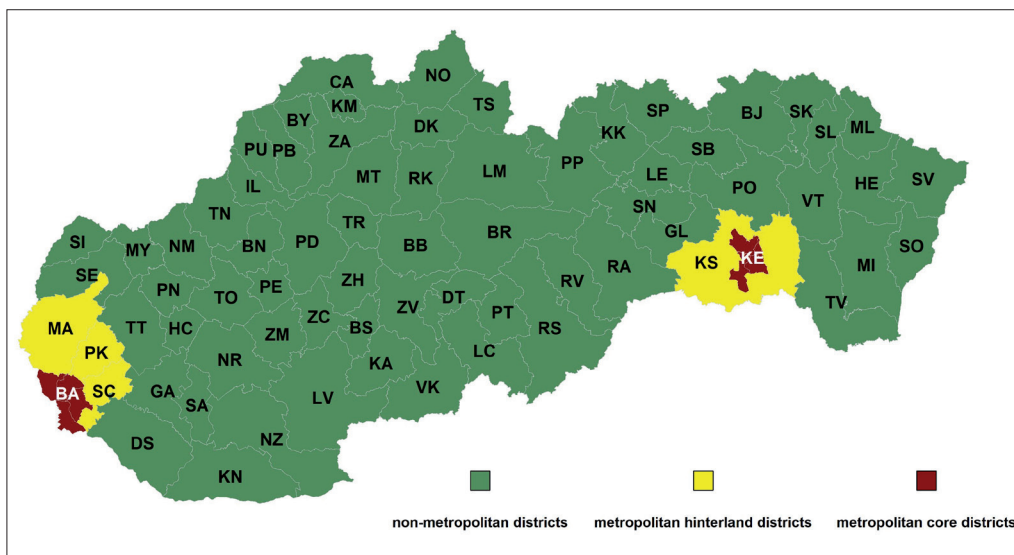 CA
NO
KM
TS
BY
DK
ZA
PU
PB
IL
MT
RK
LM
TN
SP
KK
BJ
SK
SL
ML
SB
PP
LE
PO
HE
SV
VT
SN
GL
SI
MY
NM
BN
PD
TR
BB
BR
SE
PN
TO
PE
ZH
RA
RV
KS
KE
MI
SO
TV
MA
TT
HC
ZM
ZC
BS
ZV
DT
PT
RS
PK
NR
KA
LC
BA
SC
GA
SA
LV
VK
DS
NZ
KN
non-metropolitan districts
metropolitan hinterland districts
metropolitan core districts